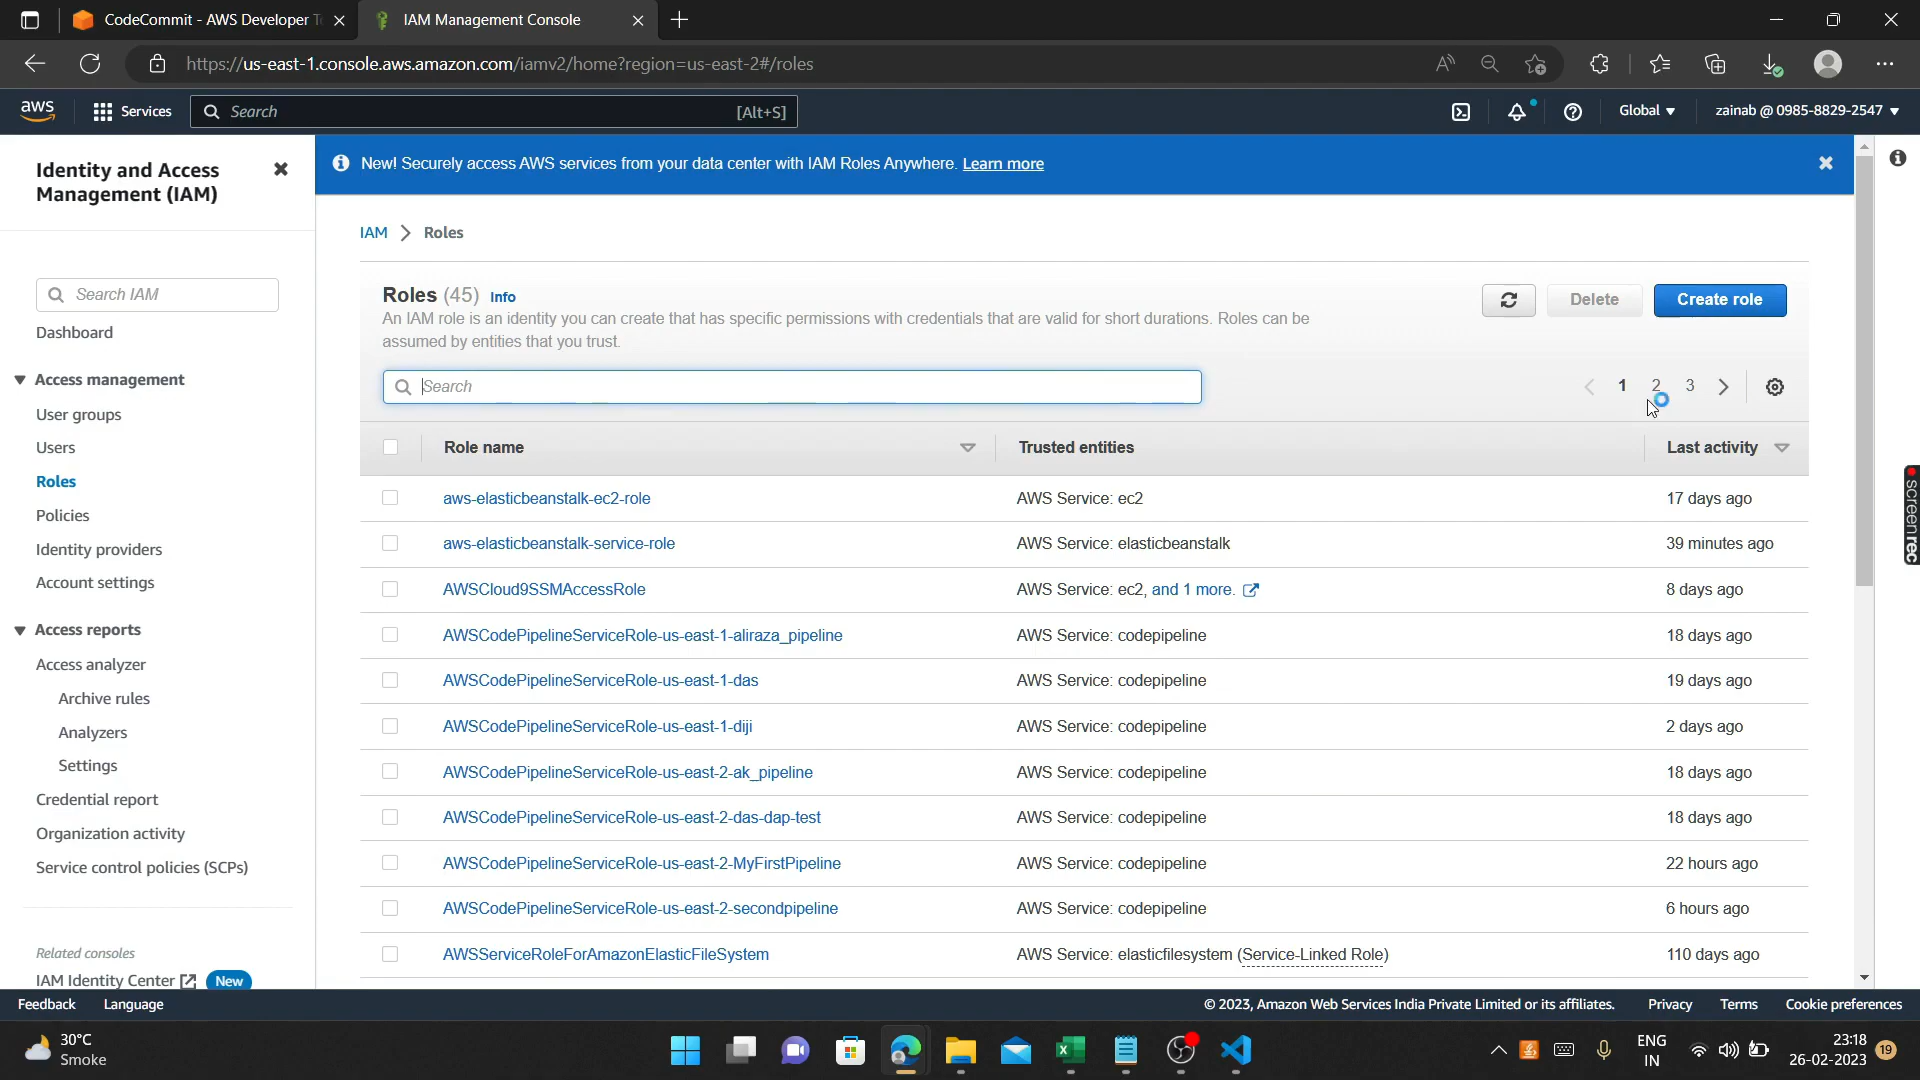 CodeCommit - AWS Developer T
IAM Management Console
https://us-east-1.console.aws.amazon.com/iamv2/home?region=us-east-2#/roles
aws
Services
Search
[Alt+S]
Global
zainab @ 0985-8829-2547
Identity and Access
Management (IAM)
New! Securely access AWS services from your data center with IAM Roles Anywhere. Learn more
IAM > Roles
Search IAM
Dashboard
Access management
User groups
Users
Roles
Policies
Identity providers
Account settings
Access reports
Access analyzer
Archive rules
Analyzers
Settings
Credential report
Organization activity
Service control policies (SCPs)
Related consoles
IAM Identity Center New
Roles (45) Info
An IAM role is an identity you can create that has specific permissions with credentials that are valid for short durations. Roles can be
assumed by entities that you trust.
Delete
Create role
Search
1 2 3
Role name Trusted entities Last activity
aws-elasticbeanstalk-ec2-role AWS Service: ec2 17 days ago
aws-elasticbeanstalk-service-role AWS Service: elasticbeanstalk 39 minutes ago
AWSCloud9SSMAccessRole AWS Service: ec2, and 1 more. 8 days ago
AWSCodePipelineServiceRole-us-east-1-aliraza_pipeline AWS Service: codepipeline 18 days ago
AWSCodePipelineServiceRole-us-east-1-das AWS Service: codepipeline 19 days ago
AWSCodePipelineServiceRole-us-east-1-diji AWS Service: codepipeline 2 days ago
AWSCodePipelineServiceRole-us-east-2-ak_pipeline AWS Service: codepipeline 18 days ago
AWSCodePipelineServiceRole-us-east-2-das-dap-test AWS Service: codepipeline 18 days ago
AWSCodePipelineServiceRole-us-east-2-MyFirstPipeline AWS Service: codepipeline 22 hours ago
AWSCodePipelineServiceRole-us-east-2-secondpipeline AWS Service: codepipeline 6 hours ago
AWSServiceRoleForAmazonElasticFileSystem AWS Service: elasticfilesystem (Service-Linked Role) 110 days ago
screenrec
Feedback Language
© 2023, Amazon Web Services India Private Limited or its affiliates. Privacy Terms Cookie preferences
30°C
Smoke
ENG
IN
23:18
26-02-2023
19